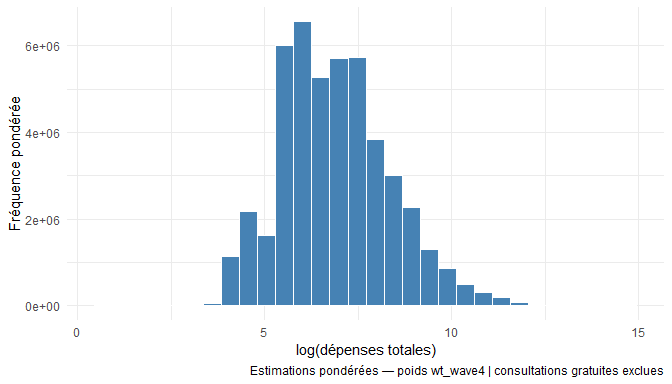 6e+06
4e+06
2e+06
0e+00
Fréquence pondérée
0
5
10
15
log(dépenses totales)
Estimations pondérées — poids wt_wave4 | consultations gratuites exclues